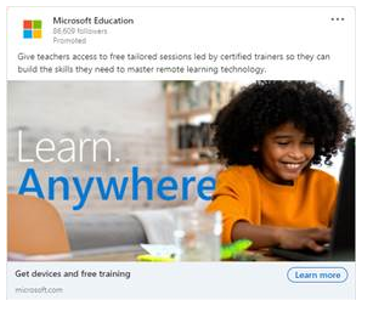 Microsoft Education
86,609 followers
Promoted
Give teachers access to free tailored sessions led by certified trainers so they can
build the skills they need to master remote learning technology.
Learn.
Anywhere
Get devices and free training
Learn more
microsoft.com